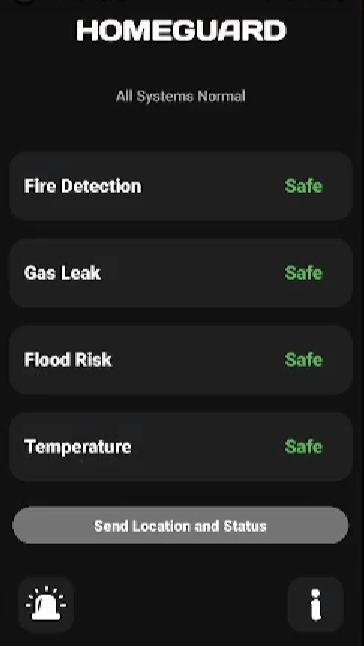 HOMEGUARD
All Systems Normal
Fire Detection Safe
Gas Leak Safe
Flood Risk Safe
Temperature Safe
Send Location and Status